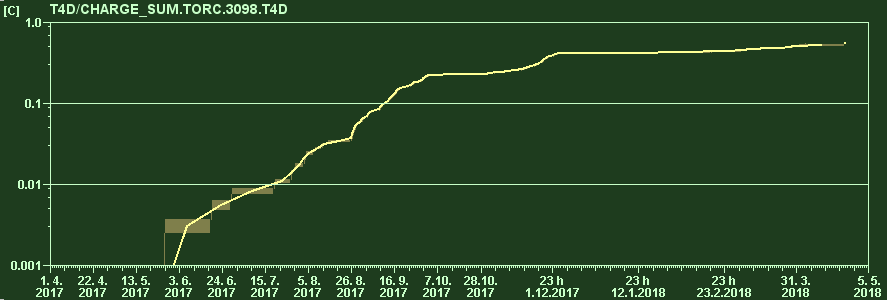 [C] T4D/CHARGE_SUM.TORC.3098.T4D
1.0
0.1
0.01
0.001
1.4. 22.4. 13.5. 3.6. 24.6. 15.7. 5.8. 26.8. 16.9. 7.10. 28.10. 23 h 23 h 23 h 31.3. 5.5.
2017 2017 2017 2017 2017 2017 2017 2017 2017 2017 2017 1.12.2017 12.1.2018 23.2.2018 2018 2018